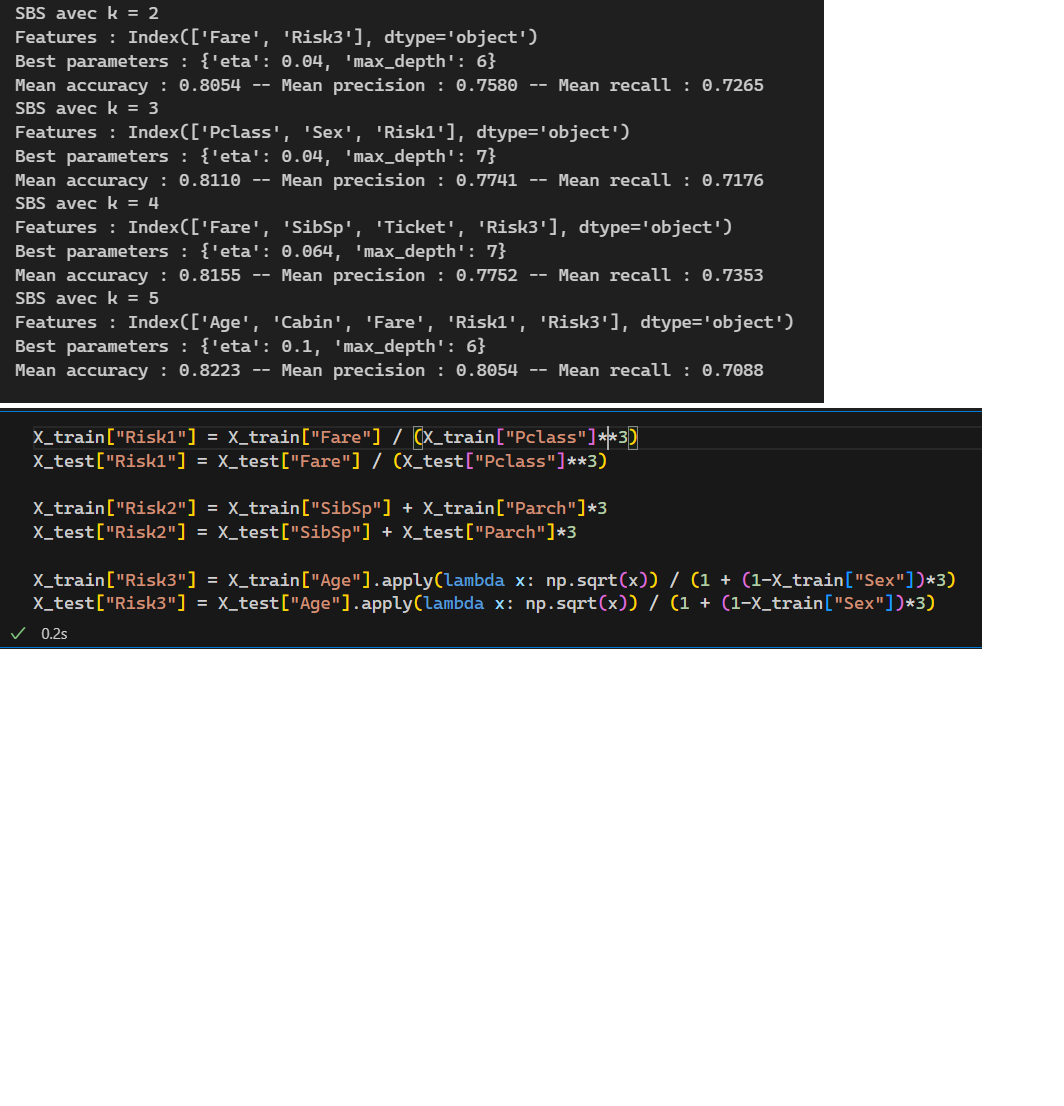 SBS avec k = 2
Features : Index(['Fare', 'Risk3'], dtype='object')
Best parameters : {'eta': 0.04, 'max_depth': 6}
Mean accuracy : 0.8054 -- Mean precision : 0.7580 -- Mean recall : 0.7265
SBS avec k = 3
Features : Index(['Pclass', 'Sex', 'Risk1'], dtype='object')
Best parameters : {'eta': 0.04, 'max_depth': 7}
Mean accuracy : 0.8110 -- Mean precision : 0.7741 -- Mean recall : 0.7176
SBS avec k = 4
Features : Index(['Fare', 'SibSp', 'Ticket', 'Risk3'], dtype='object')
Best parameters : {'eta': 0.064, 'max_depth': 7}
Mean accuracy : 0.8155 -- Mean precision : 0.7752 -- Mean recall : 0.7353
SBS avec k = 5
Features : Index(['Age', 'Cabin', 'Fare', 'Risk1', 'Risk3'], dtype='object')
Best parameters : {'eta': 0.1, 'max_depth': 6}
Mean accuracy : 0.8223 -- Mean precision : 0.8054 -- Mean recall : 0.7088
X_train["Risk1"] = X_train["Fare"] / (X_train["Pclass"]**3)
X_test["Risk1"] = X_test["Fare"] / (X_test["Pclass"]**3)
X_train["Risk2"] = X_train["SibSp"] + X_train["Parch"]*3
X_test["Risk2"] = X_test["SibSp"] + X_test["Parch"]*3
X_train["Risk3"] = X_train["Age"].apply(lambda x: np.sqrt(x)) / (1 + (1-X_train["Sex"])*3)
X_test["Risk3"] = X_test["Age"].apply(lambda x: np.sqrt(x)) / (1 + (1-X_train["Sex"])*3)
0.2s